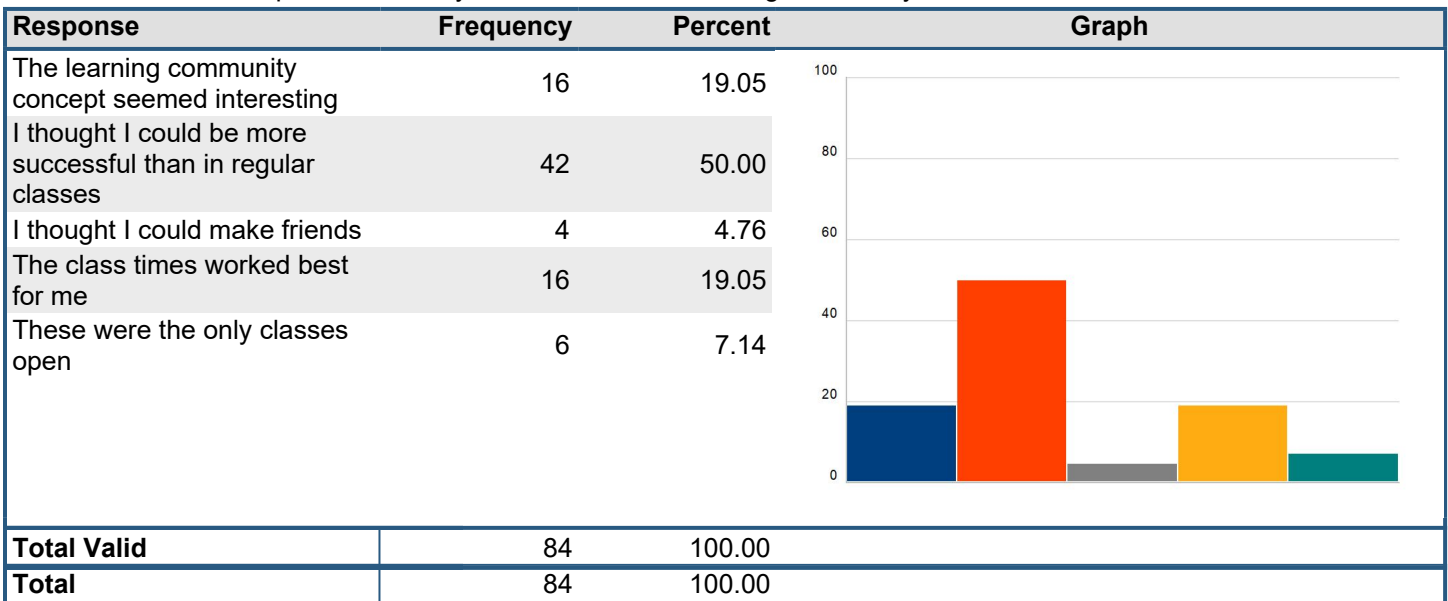 Response Frequency Percent Graph
The learning community
concept seemed interesting 16 19.05
I thought I could be more
successful than in regular
classes 42 50.00
I thought I could make friends 4 4.76
The class times worked best
for me 16 19.05
These were the only classes
open 6 7.14
100
80
60
40
20
0
Total Valid 84 100.00
Total 84 100.00